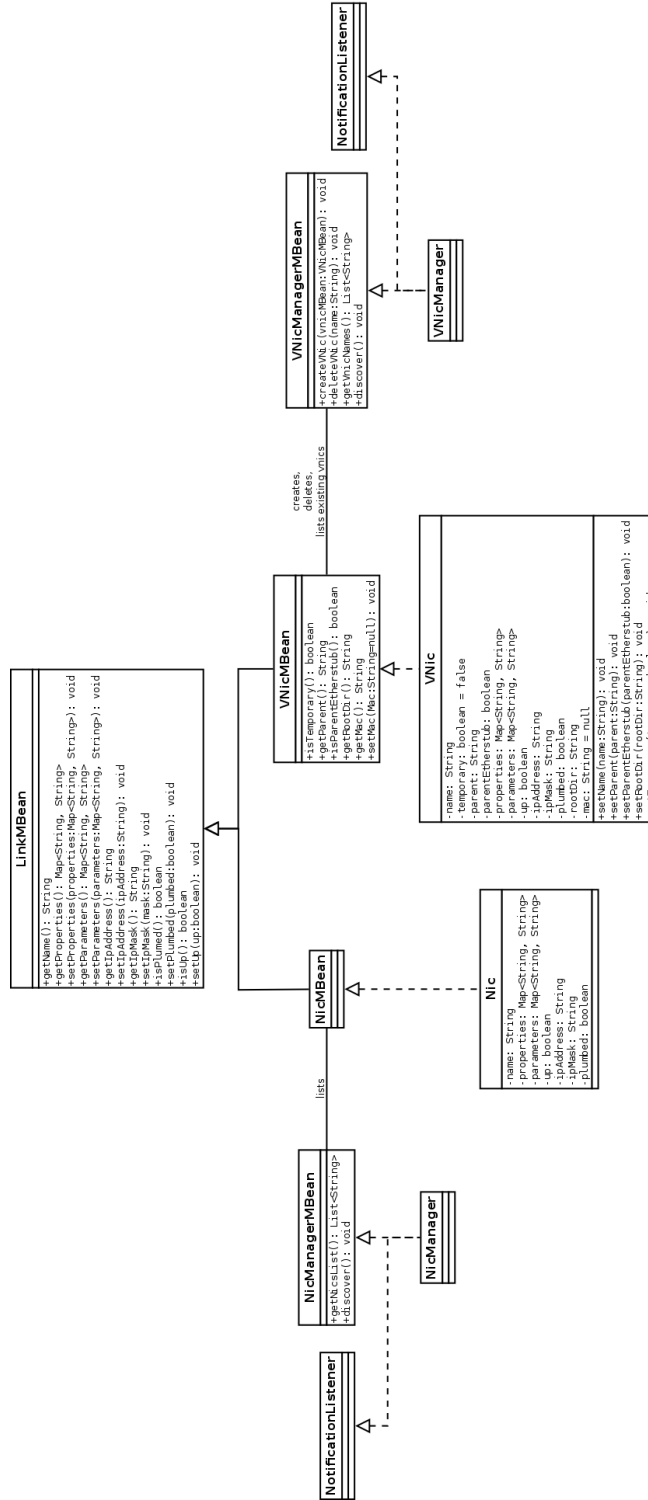 LinkMBean
+getName(): String
+getProperties(): Map<String, String>
+setProperties(properties:Map<String, String>): void
+getParameters(): Map<String, String>
+setParameters(parameters:Map<String, String>): void
+getIpAddress(): String
+setIpAddress(ipAddress:String): void
+getIpMask(): String
+setIpMask(mask:String): void
+isPlumed(): boolean
+setPlumbed(plumbed:boolean): void
+isUp(): boolean
+setUp(up:boolean): void
NotificationListener
NicManagerMBean
+getNicsList(): List<String>
+discover(): void
lists
NicMBean
VNicMBean
+isTemporary(): boolean
+getParent(): String
+isParentEtherstub(): boolean
+getRootDir(): String
+getMac(): String
+setMac(Mac:String=null): void
creates,
deletes,
lists existing vnics
VNicManagerMBean
+createVNic(vnicMBean:VNicMBean): void
+deleteVNic(name:String): void
+getVnicNames(): List<String>
+discover(): void
NotificationListener
NicManager
Nic
-name: String
-properties: Map<String, String>
-parameters: Map<String, String>
-up: boolean
-ipAddress: String
-ipMask: String
-plumbed: boolean
VNic
-name: String
-temporary: boolean = false
-parent: String
-parentEtherstub: boolean
-properties: Map<String, String>
-parameters: Map<String, String>
-up: boolean
-ipAddress: String
-ipMask: String
-plumbed: boolean
-rootDir: String
-mac: String = null
+setName(name:String): void
+setParent(parent:String): void
+setParentEtherstub(parentEtherstub:boolean): void
+setRootDir(rootDir:String): void
VNicManager